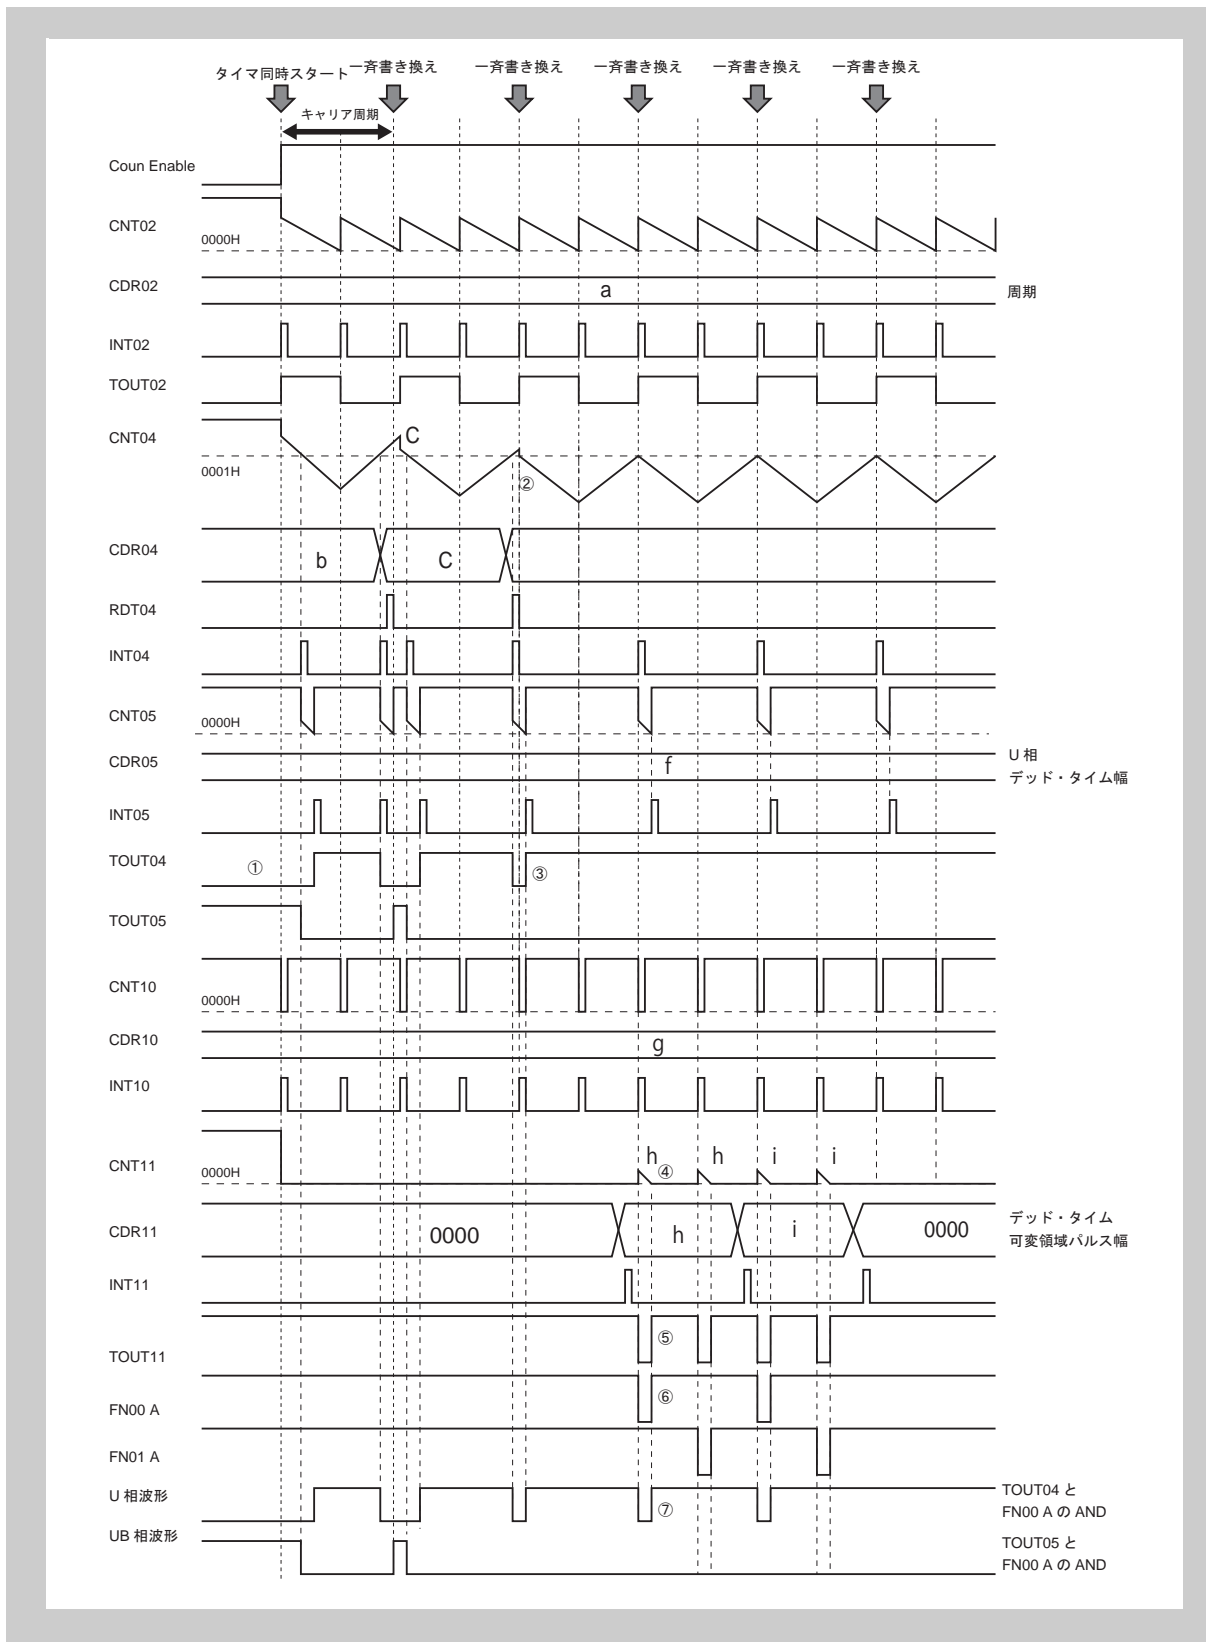 タイマ同時スタート 一斉書き換え 一斉書き換え 一斉書き換え 一斉書き換え 一斉書き換え
キャリア周期
Coun Enable
CNT02
0000H
CDR02
a
周期
INT02
TOUT02
CNT04
C
0001H
②
CDR04
b
C
RDT04
INT04
CNT05
0000H
CDR05
f
U 相
デッド・タイム幅
INT05
TOUT04
①
③
TOUT05
CNT10
0000H
CDR10
g
INT10
CNT11
h h i i
④
0000H
CDR11
0000
h
i
0000
デッド・タイム
可変領域パルス幅
INT11
⑤
TOUT11
⑥
FN00 A
FN01 A
U 相波形
⑦
TOUT04 と
FN00 A の AND
UB 相波形
TOUT05 と
FN00 A の AND